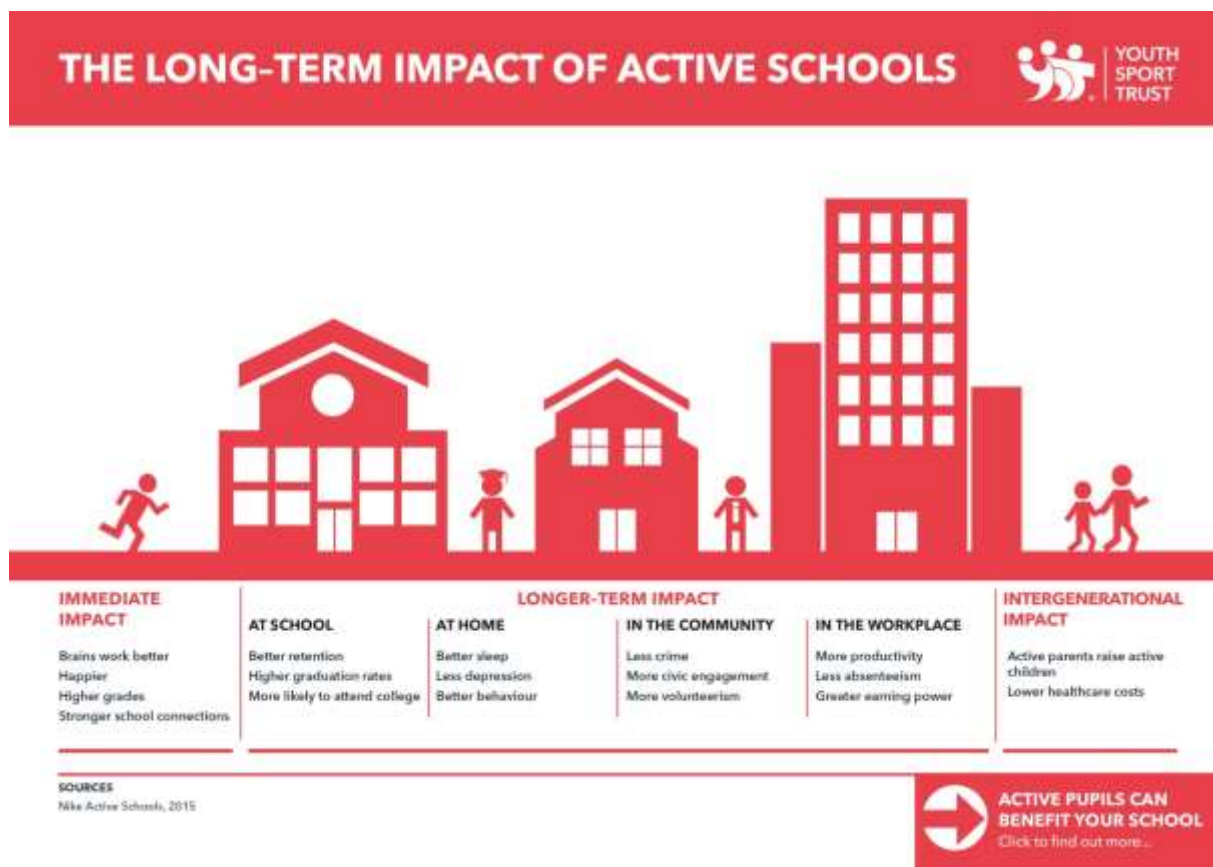 THE LONG-TERM IMPACT OF ACTIVE SCHOOLS
YOUTH
SPORT
TRUST
IMMEDIATE
IMPACT
Brains work better
Happier
Higher grades
Stronger school connections
LONGER-TERM IMPACT
AT SCHOOL
Better retention
Higher graduation rates
More likely to attend college
AT HOME
Better sleep
Less depression
Better behaviour
IN THE COMMUNITY
Less crime
More civic engagement
More volunteerism
IN THE WORKPLACE
More productivity
Less absenteeism
Greater earning power
INTERGENERATIONAL
IMPACT
Active parents raise active
children
Lower healthcare costs
SOURCES
Nike Active Schools, 2015
ACTIVE PUPILS CAN
BENEFIT YOUR SCHOOL
Click to find out more...